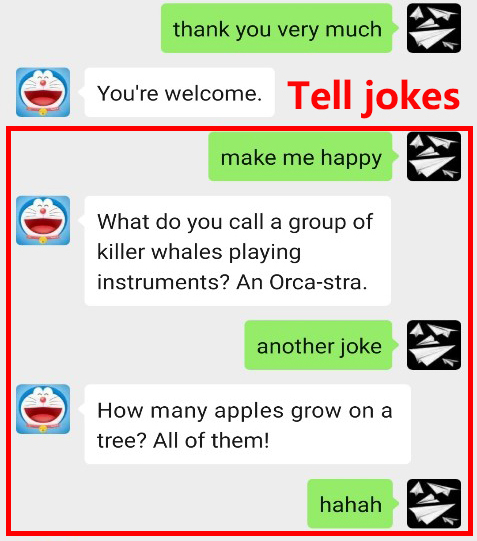 thank you very much
You're welcome.
Tell jokes
make me happy
What do you call a group of
killer whales playing
instruments? An Orca-stra.
another joke
How many apples grow on a
tree? All of them!
hahah